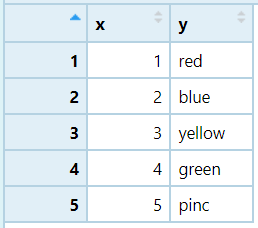 x y
1 1 red
2 2 blue
3 3 yellow
4 4 green
5 5 pinc